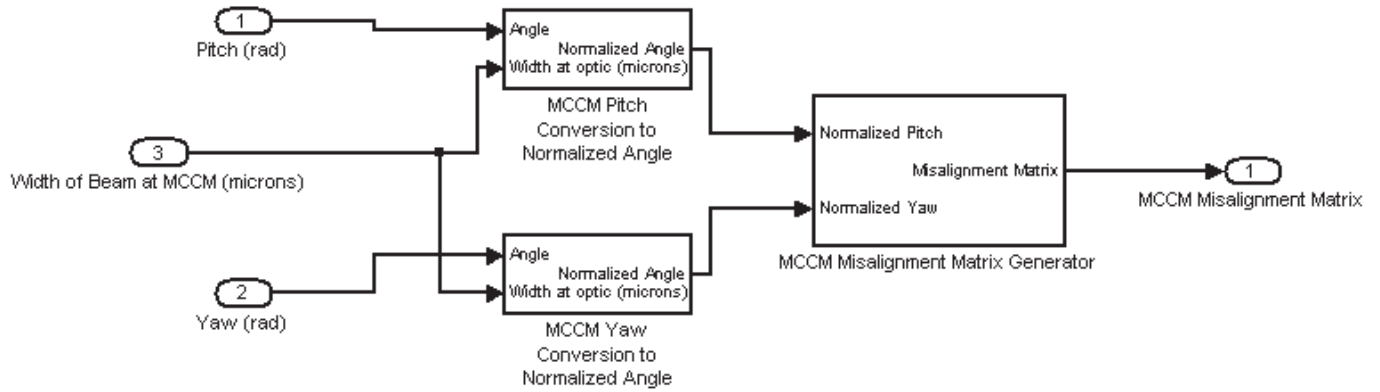 1
Pitch (rad)
Angle
Normalized Angle
Width at optic (microns)
MCCM Pitch
Conversion to
Normalized Angle
3
Width of Beam at MCCM (microns)
Normalized Pitch
Misalignment Matrix
Normalized Yaw
MCCM Misalignment Matrix Generator
1
MCCM Misalignment Matrix
2
Yaw (rad)
Angle
Normalized Angle
Width at optic (microns)
MCCM Yaw
Conversion to
Normalized Angle